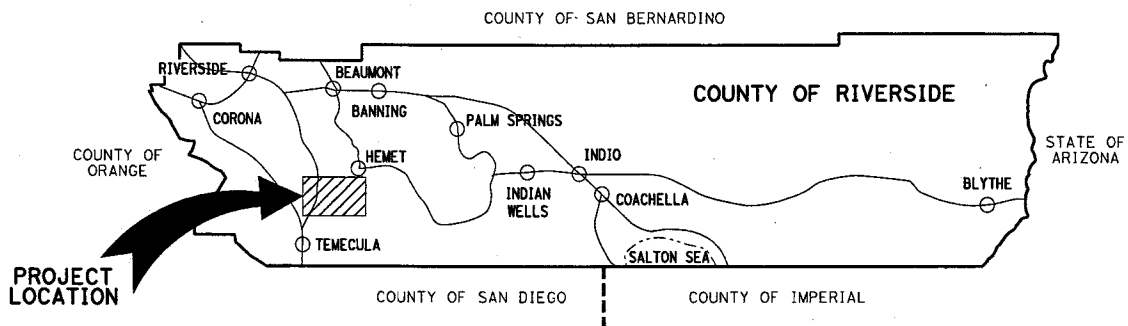 COUNTY OF SAN BERNARDINO
RIVERSIDE
BEAUMONT
COUNTY OF RIVERSIDE
CORONA
BANNING
PALM SPRINGS
COUNTY OF
ORANGE
HEMET
INDIO
STATE OF
ARIZONA
INDIAN
WELLS
COACHELLA
BLYTHE
TEMECULA
SALTON SEA
PROJECT
LOCATION
COUNTY OF SAN DIEGO
COUNTY OF IMPERIAL